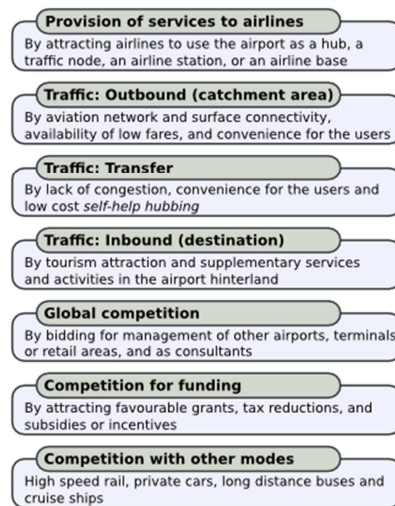 Provision of services to airlines
By attracting airlines to use the airport as a hub, a
traffic node, an airline station, or an airline base
Traffic: Outbound (catchment area)
By aviation network and surface connectivity,
availability of low fares, and convenience for the users
Traffic: Transfer
By lack of congestion, convenience for the users and
low cost self-help hubbing
Traffic: Inbound (destination)
By tourism attraction and supplementary services
and activities in the airport hinterland
Global competition
By bidding for management of other airports, terminals
or retail areas, and as consultants
Competition for funding
By attracting favourable grants, tax reductions, and
subsidies or incentives
Competition with other modes
High speed rail, private cars, long distance buses and
cruise ships